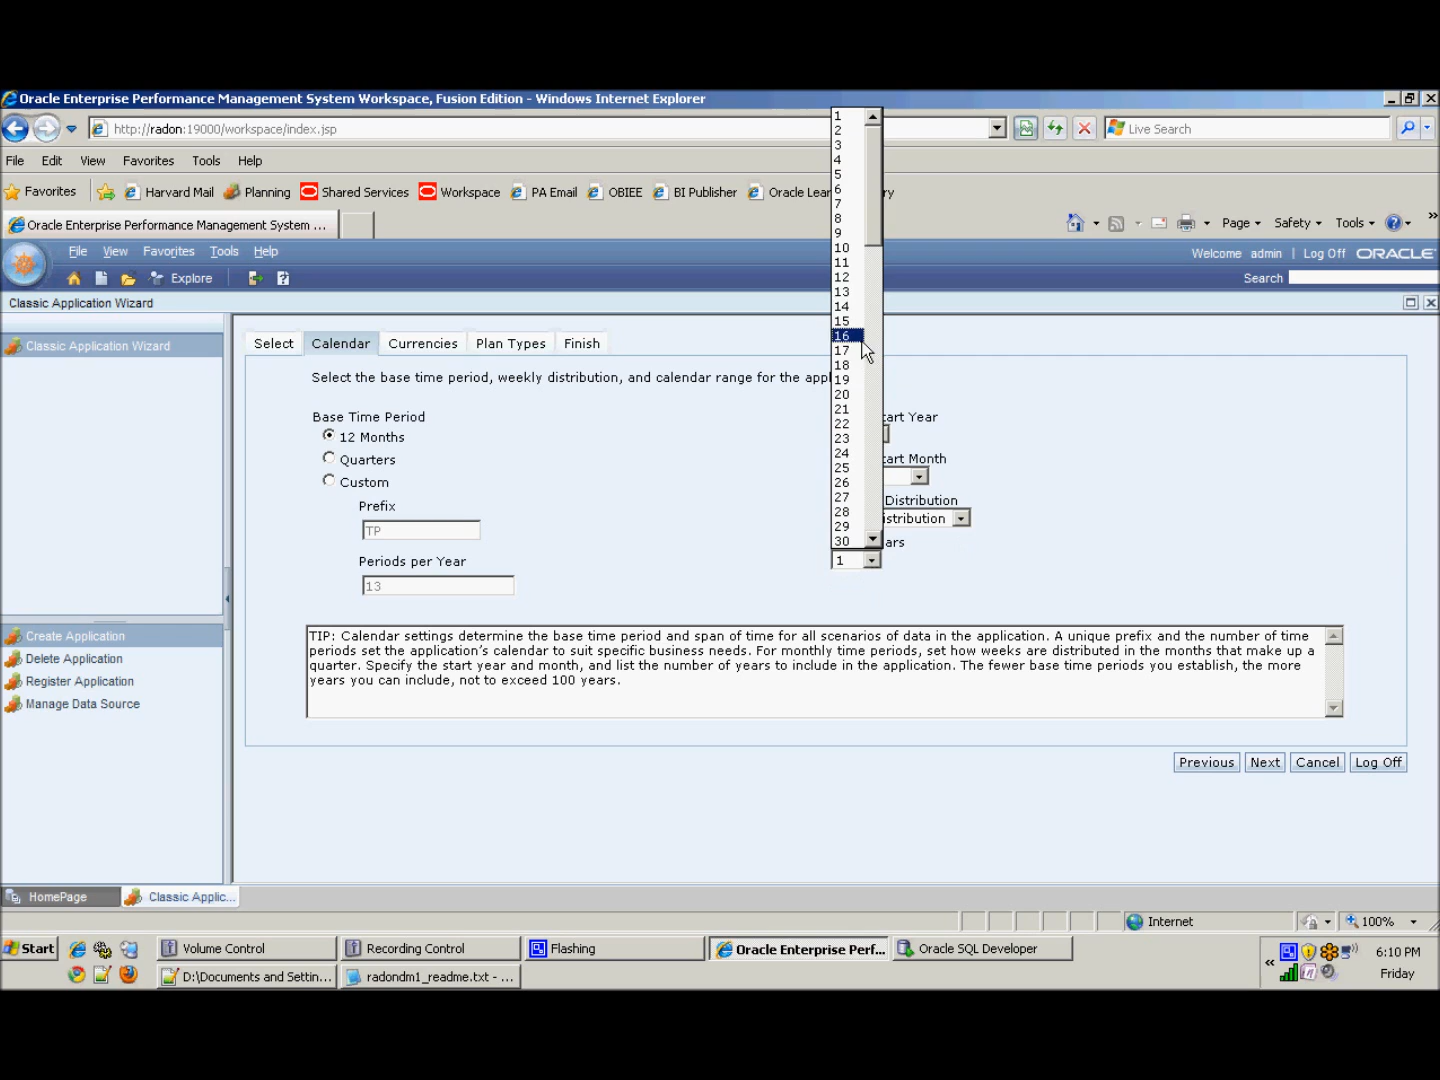 Oracle Enterprise Performance Management System Workspace, Fusion Edition - Windows Internet Explorer
http://radon:19000/workspace/index.jsp
Live Search
File Edit View Favorites Tools Help
Favorites Harvard Mail Planning Shared Services Workspace PA Email OBIEE BI Publisher Oracle Lear ry
Oracle Enterprise Performance Management System ...
Page Safety Tools »
File View Favorites Tools Help
Welcome admin | Log Off ORACLE
Explore
Search
Classic Application Wizard
Classic Application Wizard
Select Calendar Currencies Plan Types Finish
Select the base time period, weekly distribution, and calendar range for the appl
Base Time Period
12 Months
Quarters
Custom
Prefix
TP
Periods per Year
13
1
2
3
4
5
6
7
8
9
10
11
12
13
14
15
16
17
18
19
20
21
22
23
24
25
26
27
28
29
30
tart Year
tart Month
Distribution
istribution
ars
1
TIP: Calendar settings determine the base time period and span of time for all scenarios of data in the application. A unique prefix and the number of time
periods set the application's calendar to suit specific business needs. For monthly time periods, set how weeks are distributed in the months that make up a
quarter. Specify the start year and month, and list the number of years to include in the application. The fewer base time periods you establish, the more
years you can include, not to exceed 100 years.
Create Application
Delete Application
Register Application
Manage Data Source
Previous Next Cancel Log Off
HomePage Classic Applic...
Internet 100%
Start Volume Control Recording Control Flashing Oracle Enterprise Perf... Oracle SQL Developer
D:\Documents and Settin... radondm1_readme.txt - ...
« 6:10 PM
Friday